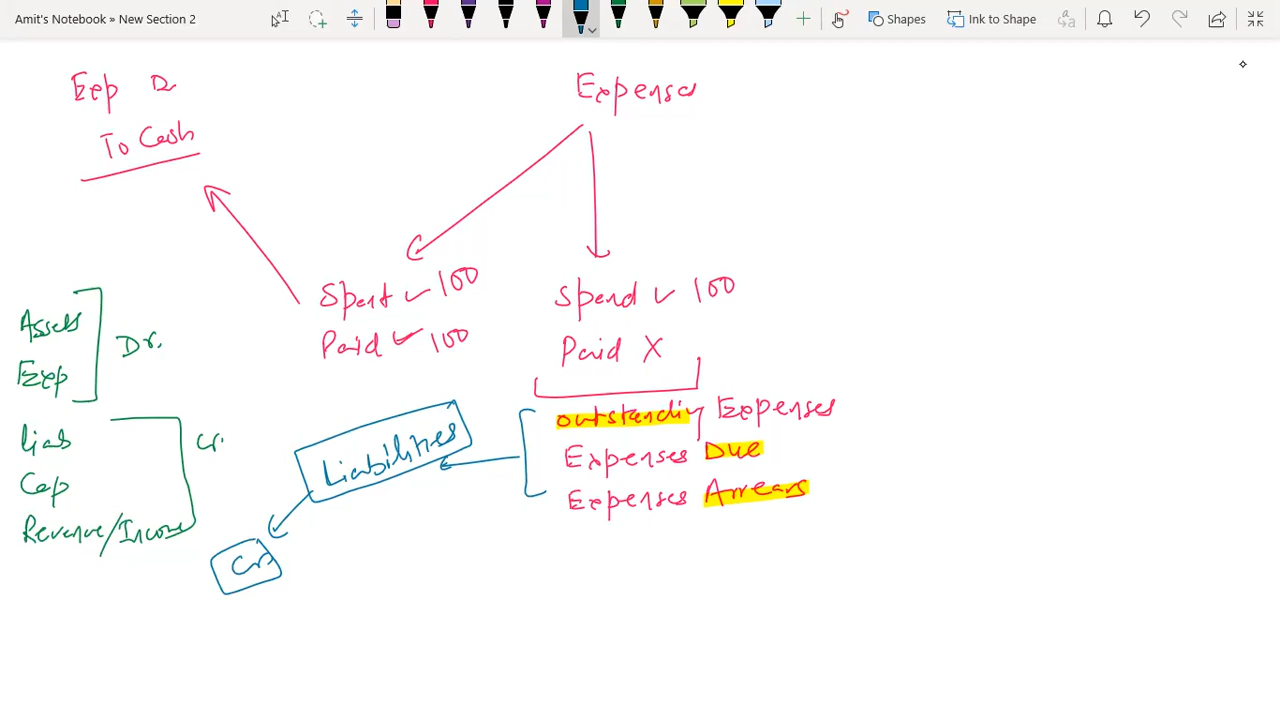 Amit's Notebook » New Section 2
Shapes
Ink to Shape
Exp Dr
To Cash
Expenses
Spent ✓ 100
Paid ✓ 100
Spend ✓ 100
Paid X
Assets
Exp
Dr.
Liab
Cap
Revenue/Income
Cr.
Outstanding Expenses
Expenses Due
Expenses Arrears
Liabilities
Cr